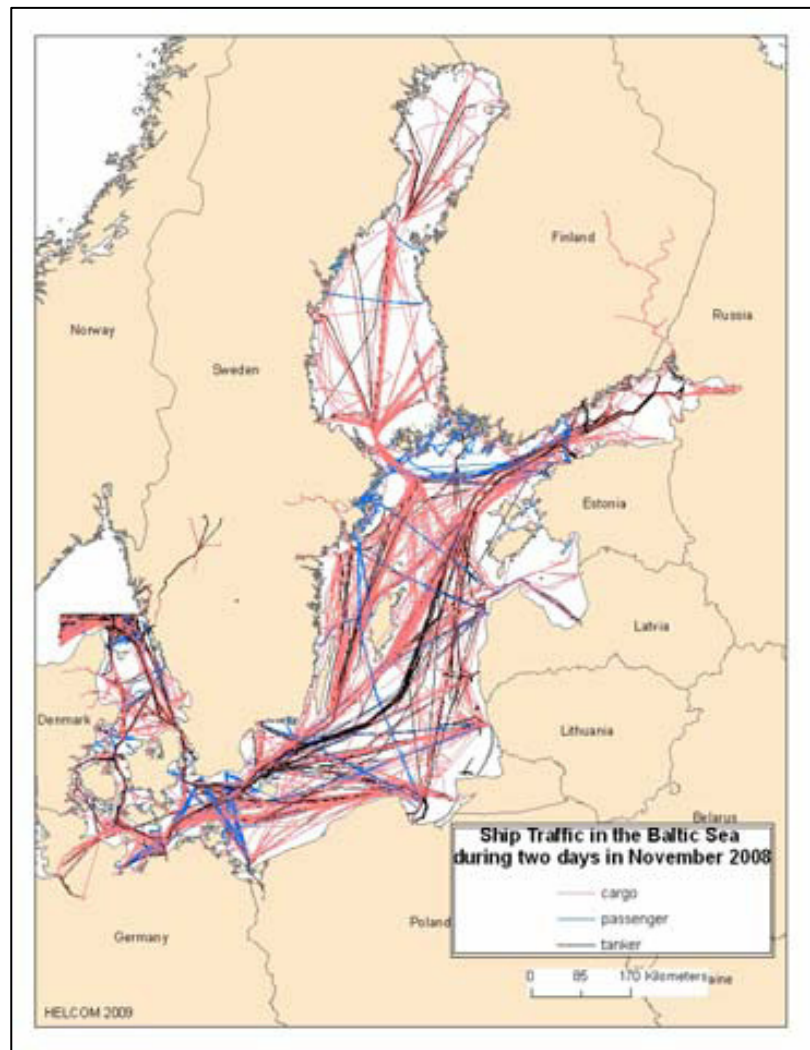 Finland
Norway
Russia
Sweden
Estonia
Latvia
Denmark
Lithuania
Belarus
Ship Traffic in the Baltic Sea
during two days in November 2008
cargo
passenger
tanker
Poland
Germany
0 85 170 Kilometers
aine
HELCOM 2009